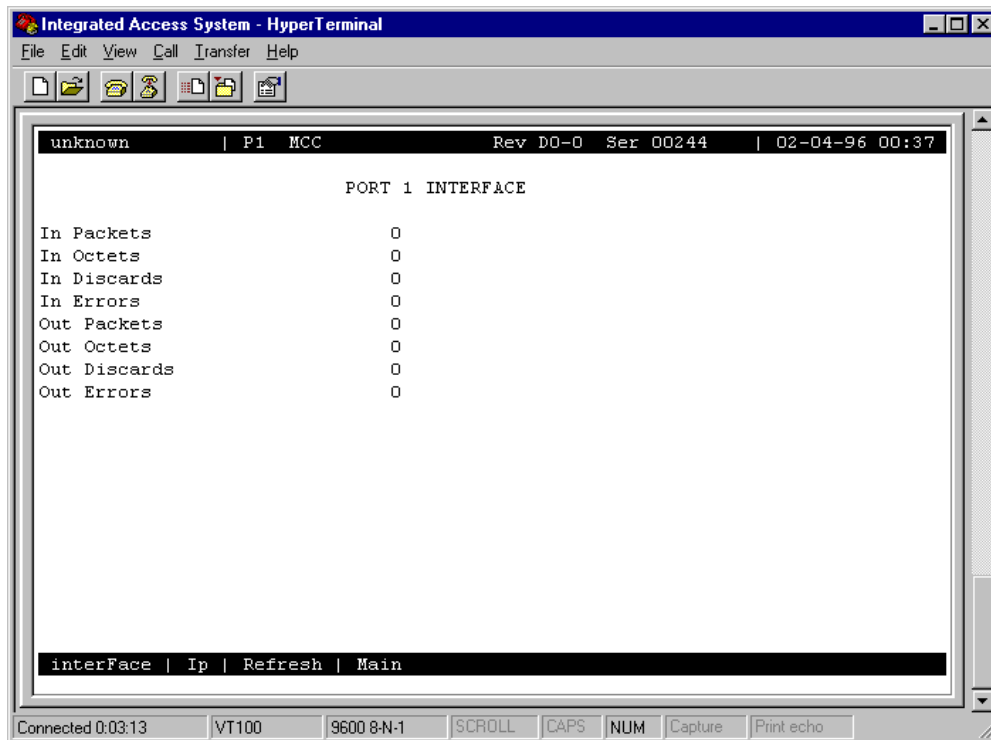 Integrated Access System - HyperTerminal
File Edit View Call Transfer Help
unknown | P1 MCC Rev D0-0 Ser 00244 | 02-04-96 00:37
PORT 1 INTERFACE
In Packets 0
In Octets 0
In Discards 0
In Errors 0
Out Packets 0
Out Octets 0
Out Discards 0
Out Errors 0
interFace | Ip | Refresh | Main
Connected 0:03:13 VT100 9600 8-N-1 SCROLL CAPS NUM Capture Print echo